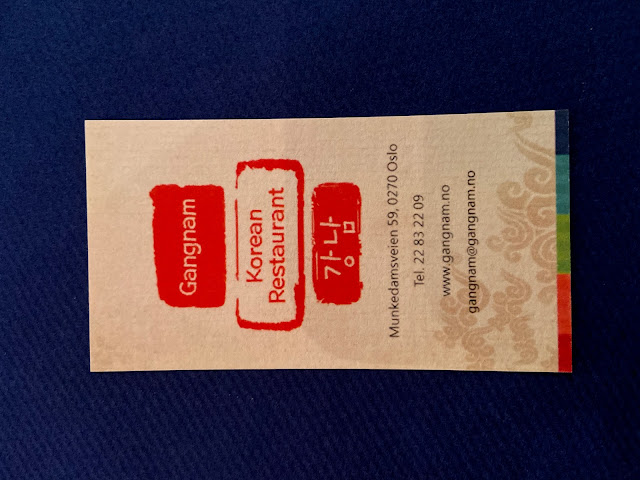 Gangnam
Korean
Restaurant
강남
Munkedamsveien 59, 0270 Oslo
Tel. 22 83 22 09
www.gangnam.no
gangnam@gangnam.no